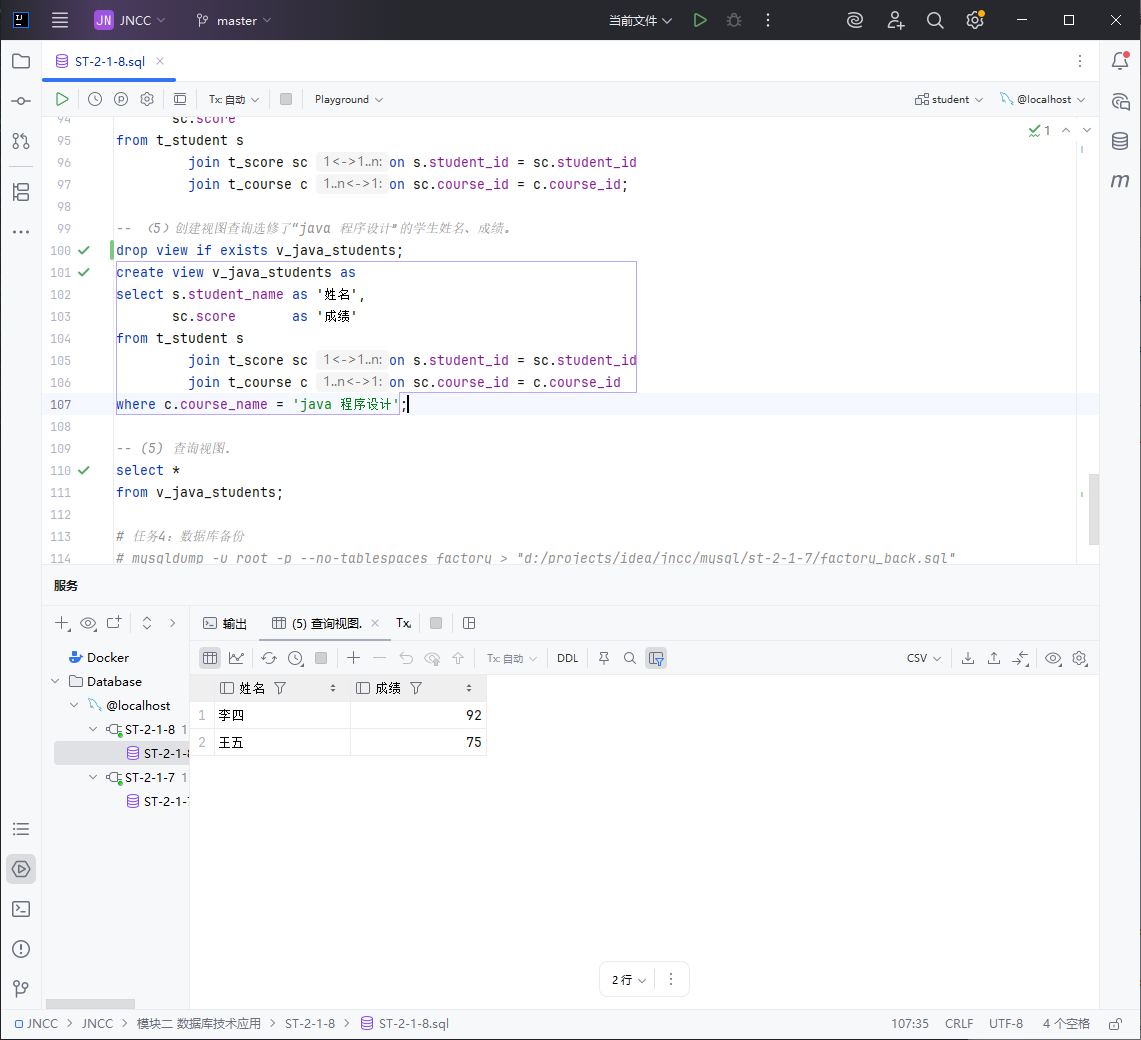 JN JNCC master 当前文件
ST-2-1-8.sql
Tx: 自动 Playground student @localhost
94 sc.score
95 from t_student s
96 join t_score sc 1<->1..n: on s.student_id = sc.student_id
97 join t_course c 1..n<->1: on sc.course_id = c.course_id;
98
99 -- （5）创建视图查询选修了“java 程序设计”的学生姓名、成绩。
100 drop view if exists v_java_students;
101 create view v_java_students as
102 select s.student_name as '姓名',
103 sc.score as '成绩'
104 from t_student s
105 join t_score sc 1<->1..n: on s.student_id = sc.student_id
106 join t_course c 1..n<->1: on sc.course_id = c.course_id
107 where c.course_name = 'java 程序设计';
108
109 -- (5) 查询视图.
110 select *
111 from v_java_students;
112
113 # 任务4：数据库备份
114 # mysqldump -u root -p --no-tablespaces factory > "d:/projects/idea/jncc/mysql/st-2-1-7/factory_back.sql"
1
服务
输出 (5) 查询视图. Tx
Tx: 自动 DDL CSV
Docker
Database
@localhost
ST-2-1-8 1
ST-2-1-8
ST-2-1-7 1
ST-2-1-7
姓名 成绩
1 李四 92
2 王五 75
2 行
JNCC JNCC 模块二 数据库技术应用 ST-2-1-8 ST-2-1-8.sql 107:35 CRLF UTF-8 4 个空格